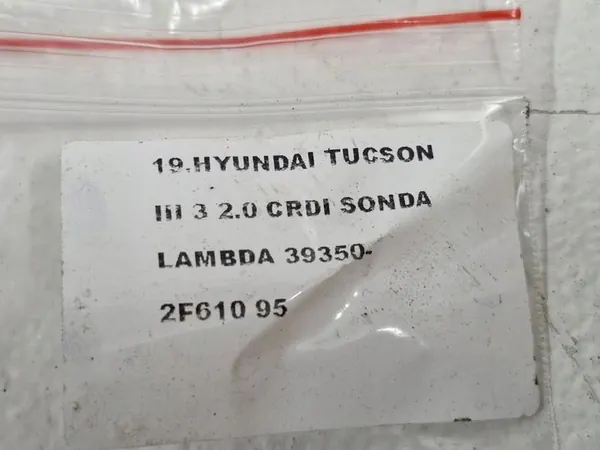 19.HYUNDAI TUCSON
III 3 2.0 CRDI SONDA
LAMBDA 39350-
2F610 95